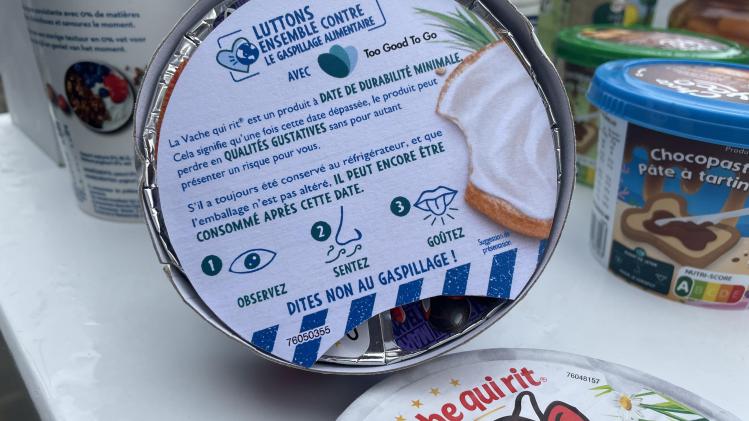 LUTTONS
ENSEMBLE CONTRE
LE GASPILLAGE ALIMENTAIRE
AVEC
Too Good To Go
La Vache qui rit® est un produit à DATE DE DURABILITÉ MINIMALE.
Cela signifie qu'une fois cette date dépassée, le produit peut
perdre en QUALITÉS GUSTATIVES sans pour autant
présenter un risque pour vous.
S'il a toujours été conservé au réfrigérateur, et que
l'emballage n'est pas altéré, IL PEUT ENCORE ÊTRE
CONSOMMÉ APRÈS CETTE DATE.
1 OBSERVEZ
2 SENTEZ
3 GOÛTEZ
Suggestion de
présentation
DITES NON AU GASPILLAGE !
76050355
avec 0% de matières
Chocopast
Pâte à tartin
NUTRI-SCORE
A
che qui rit®
76048157